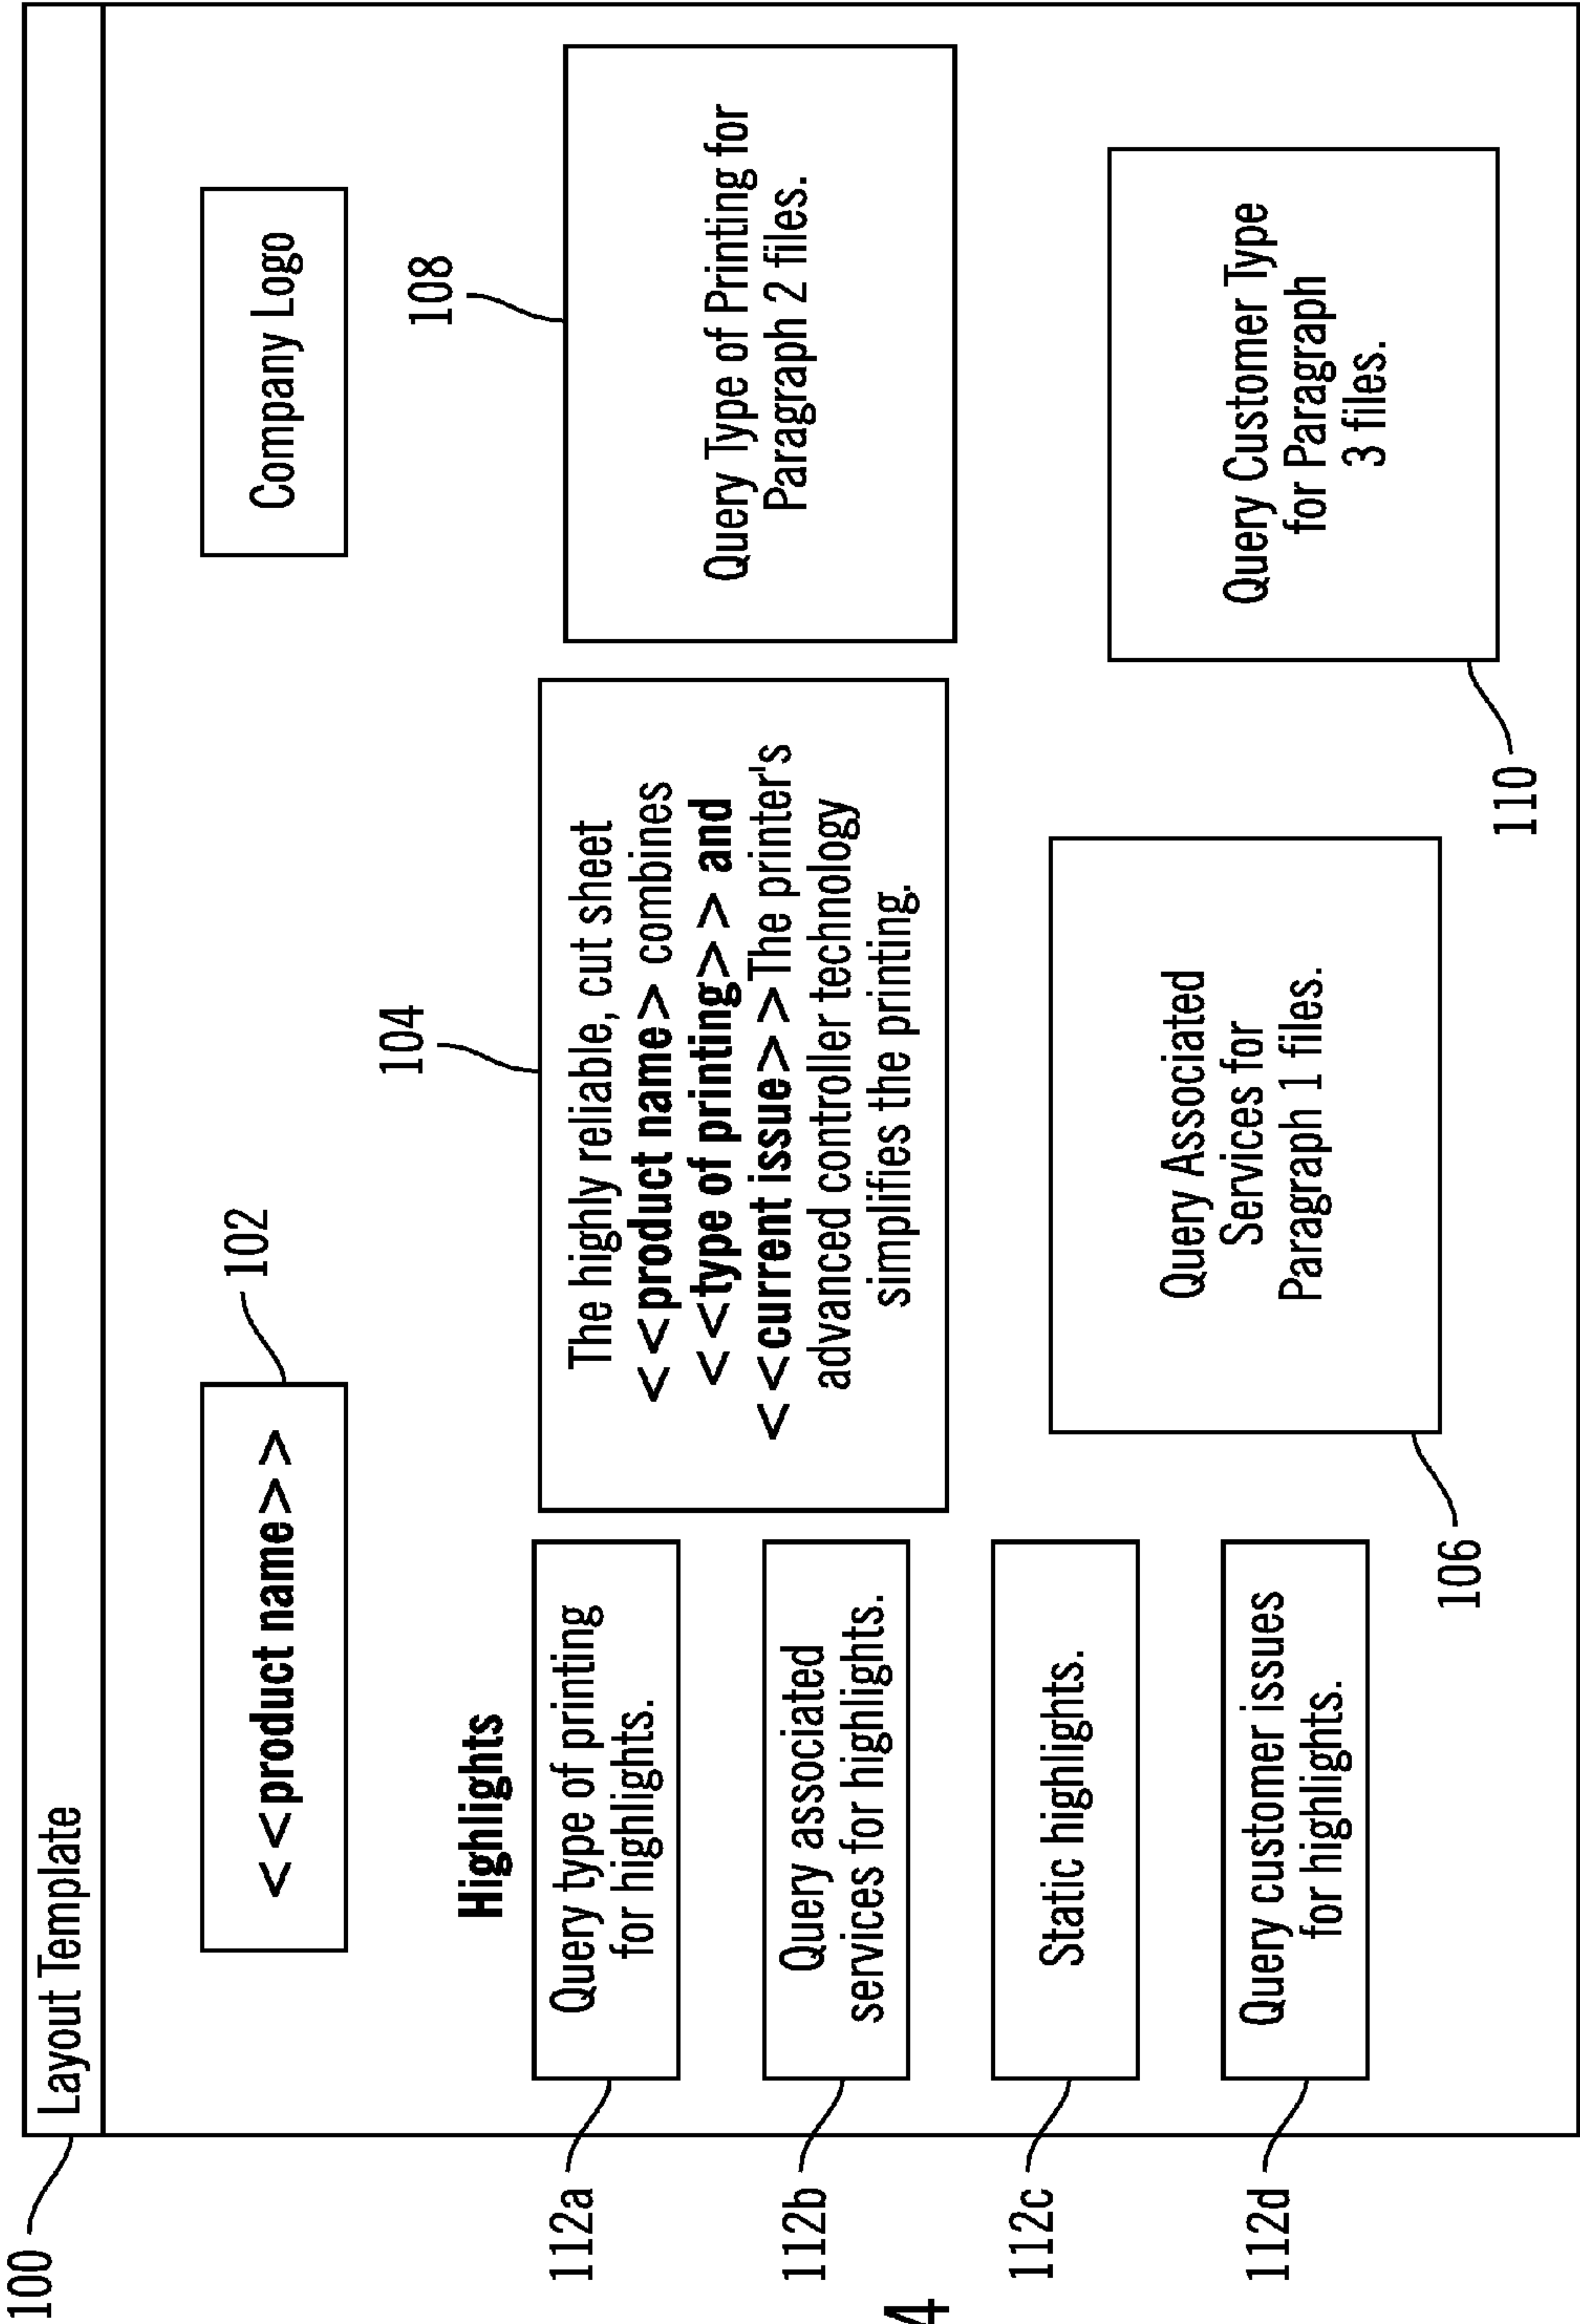 100
Layout Template
<<product name>>
102
Company Logo
Highlights
112a
Query type of printing
for highlights.
112b
Query associated
services for highlights.
112c
Static highlights.
112d
Query customer issues
for highlights.
104
The highly reliable, cut sheet
<<product name> combines
<<type of printing>> and
<<current issue>>The printer's
advanced controller technology
simplifies the printing.
108
Query Type of Printing for
Paragraph 2 files.
106
Query Associated
Services for
Paragraph 1 files.
110
Query Customer Type
for Paragraph
3 files.
4